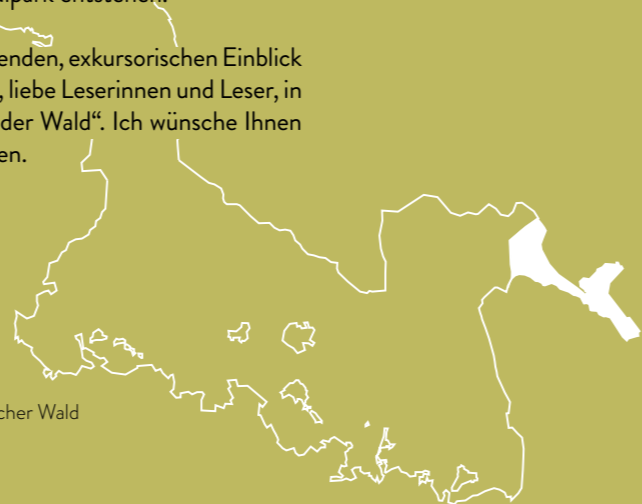 enden, exkursorischen Einblick
, liebe Leserinnen und Leser, in
der Wald“. Ich wünsche Ihnen
en.
cher Wald